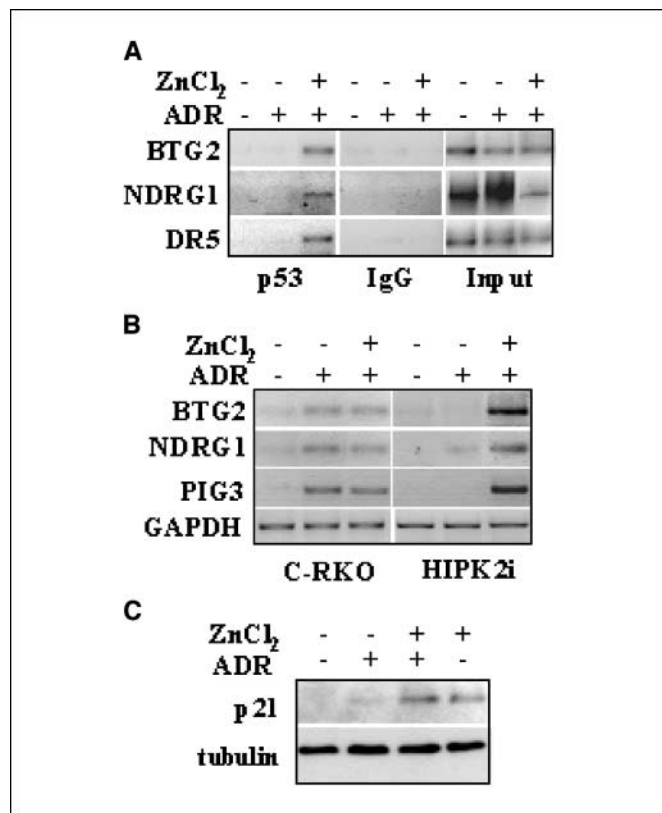 A
ZnCl₂ - - + - - + - - +
ADR - + + - + + - + +
BTG2
NDRG1
DR5
p53 IgG Input
B
ZnCl₂ - - + - - +
ADR - + + - + +
BTG2
NDRG1
PIG3
GAPDH
C-RKO HIPK2i
C
ZnCl₂ - - + +
ADR - + + -
p21
tubulin